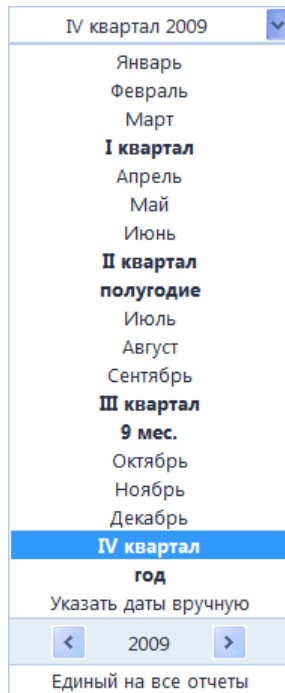 IV квартал 2009
Январь
Февраль
Март
I квартал
Апрель
Май
Июнь
II квартал
полугодие
Июль
Август
Сентябрь
III квартал
9 мес.
Октябрь
Ноябрь
Декабрь
IV квартал
год
Указать даты вручную
< 2009 >
Единый на все отчеты